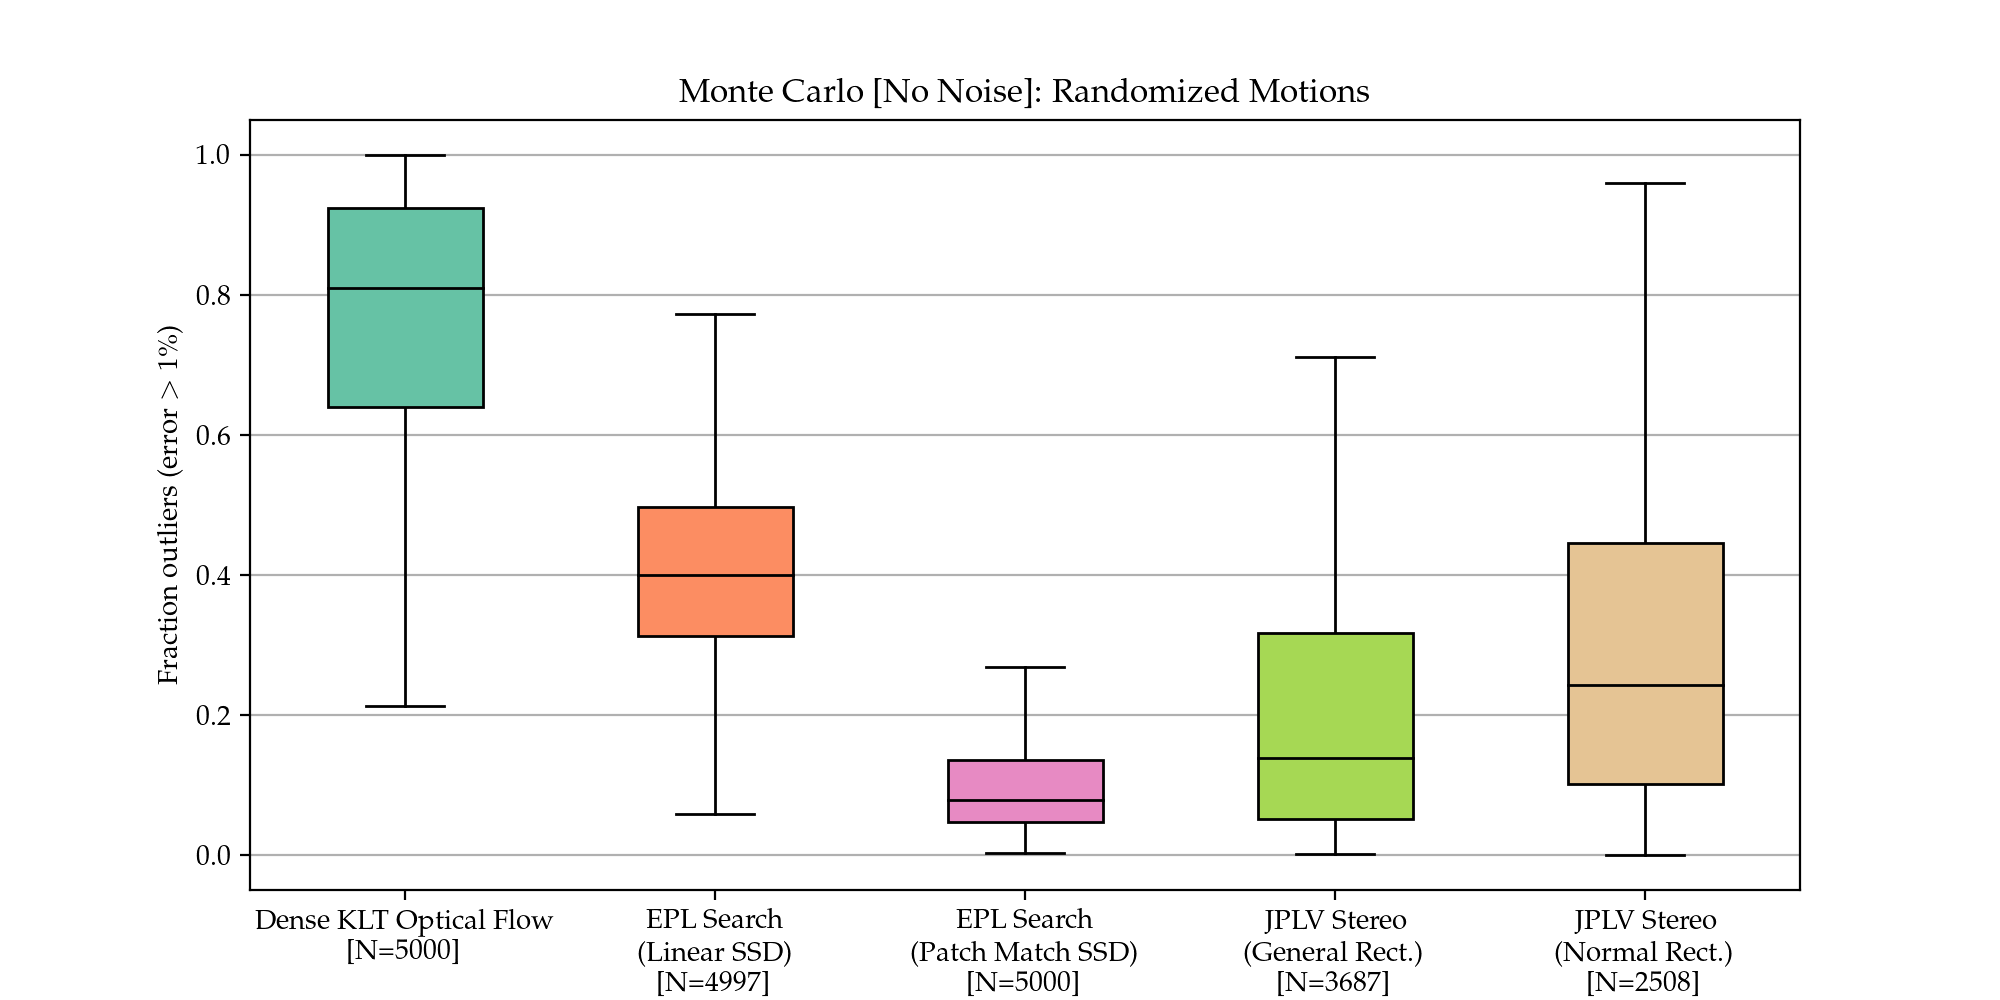 Monte Carlo [No Noise]: Randomized Motions
Fraction outliers (error > 1%)
1.0
0.8
0.6
0.4
0.2
0.0
Dense KLT Optical Flow
[N=5000]
EPL Search
(Linear SSD)
[N=4997]
EPL Search
(Patch Match SSD)
[N=5000]
JPLV Stereo
(General Rect.)
[N=3687]
JPLV Stereo
(Normal Rect.)
[N=2508]